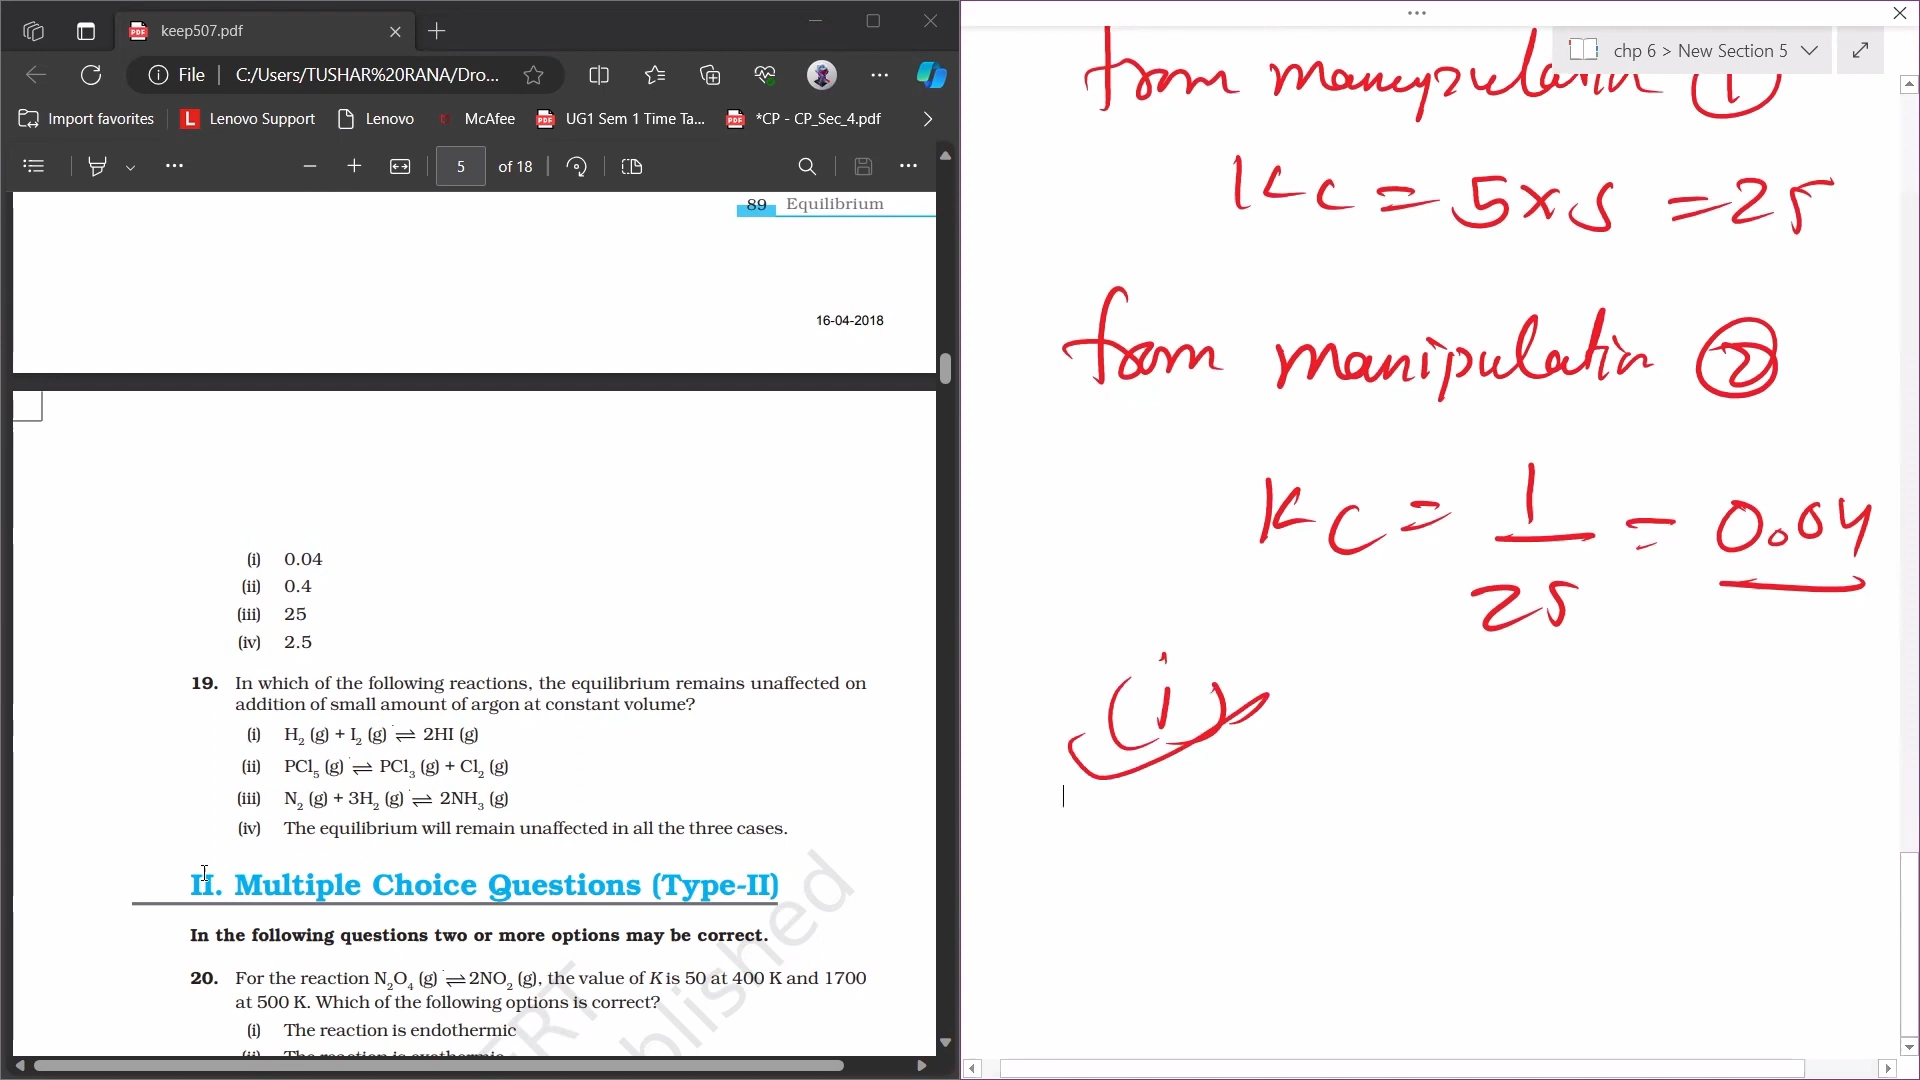 keep507.pdf
File C:/Users/TUSHAR%20RANA/Dro...
Import favorites Lenovo Support Lenovo McAfee UG1 Sem 1 Time Ta... *CP - CP_Sec_4.pdf
5 of 18
89 Equilibrium
16-04-2018
(i) 0.04
(ii) 0.4
(iii) 25
(iv) 2.5
19. In which of the following reactions, the equilibrium remains unaffected on
addition of small amount of argon at constant volume?
(i) H₂ (g) + I₂ (g) ⇌ 2HI (g)
(ii) PCl₅ (g) ⇌ PCl₃ (g) + Cl₂ (g)
(iii) N₂ (g) + 3H₂ (g) ⇌ 2NH₃ (g)
(iv) The equilibrium will remain unaffected in all the three cases.
II. Multiple Choice Questions (Type-II)
In the following questions two or more options may be correct.
20. For the reaction N₂O₄ (g) ⇌ 2NO₂ (g), the value of K is 50 at 400 K and 1700
at 500 K. Which of the following options is correct?
(i) The reaction is endothermic
(ii) The reaction is exothermic
chp 6 > New Section 5
from manipulatin ①
Kc = 5 x 5 = 25
from manipulatin ②
Kc = 1/25 = 0.04
(i)